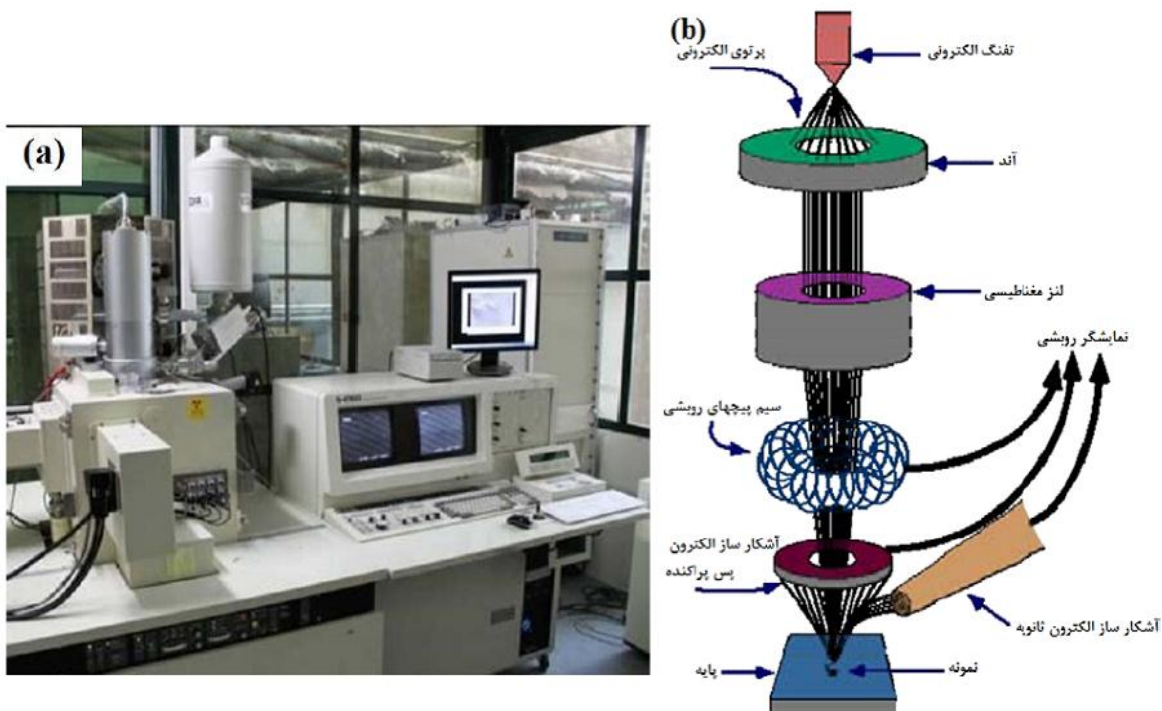 (a)
(b)
تفنگ الکترونی
پرتوی الکترونی
آند
لنز مغناطیسی
نمایشگر روبشی
سیم پیچهای روبشی
آشکار ساز الکترون
پس پراکنده
آشکار ساز الکترون ثانویه
نمونه
پایه